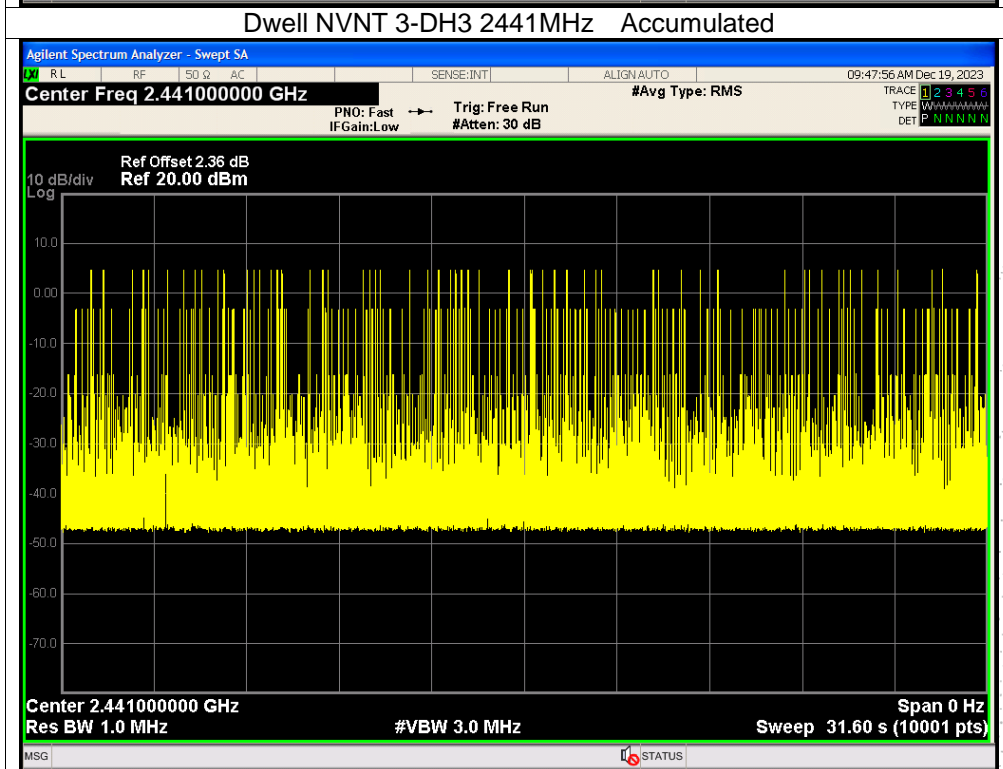 Dwell NVNT 3-DH3 2441MHz Accumulated
Agilent Spectrum Analyzer - Swept SA
LXI RL RF 50 Ω AC SENSE:INT ALIGN AUTO 09:47:56 AM Dec 19, 2023
Center Freq 2.441000000 GHz #Avg Type: RMS TRACE 1 2 3 4 5 6
PNO: Fast Trig: Free Run TYPE WWWWWW
IFGain:Low #Atten: 30 dB DET P N N N N N
Ref Offset 2.36 dB
10 dB/div Ref 20.00 dBm
Log
10.0
0.00
-10.0
-20.0
-30.0
-40.0
-50.0
-60.0
-70.0
Center 2.441000000 GHz Span 0 Hz
Res BW 1.0 MHz #VBW 3.0 MHz Sweep 31.60 s (10001 pts)
MSG STATUS